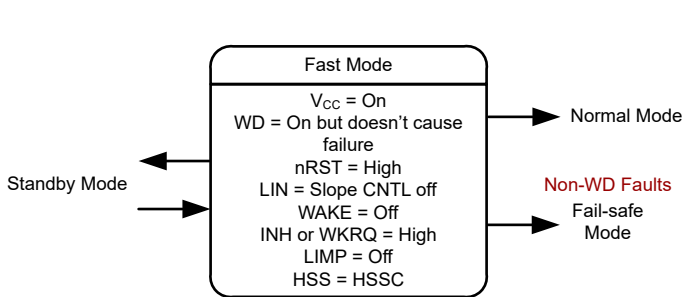 Fast Mode
V_CC = On
WD = On but doesn’t cause
failure
nRST = High
LIN = Slope CNTL off
WAKE = Off
INH or WKRQ = High
LIMP = Off
HSS = HSSC
Standby Mode
Normal Mode
Non-WD Faults
Fail-safe
Mode